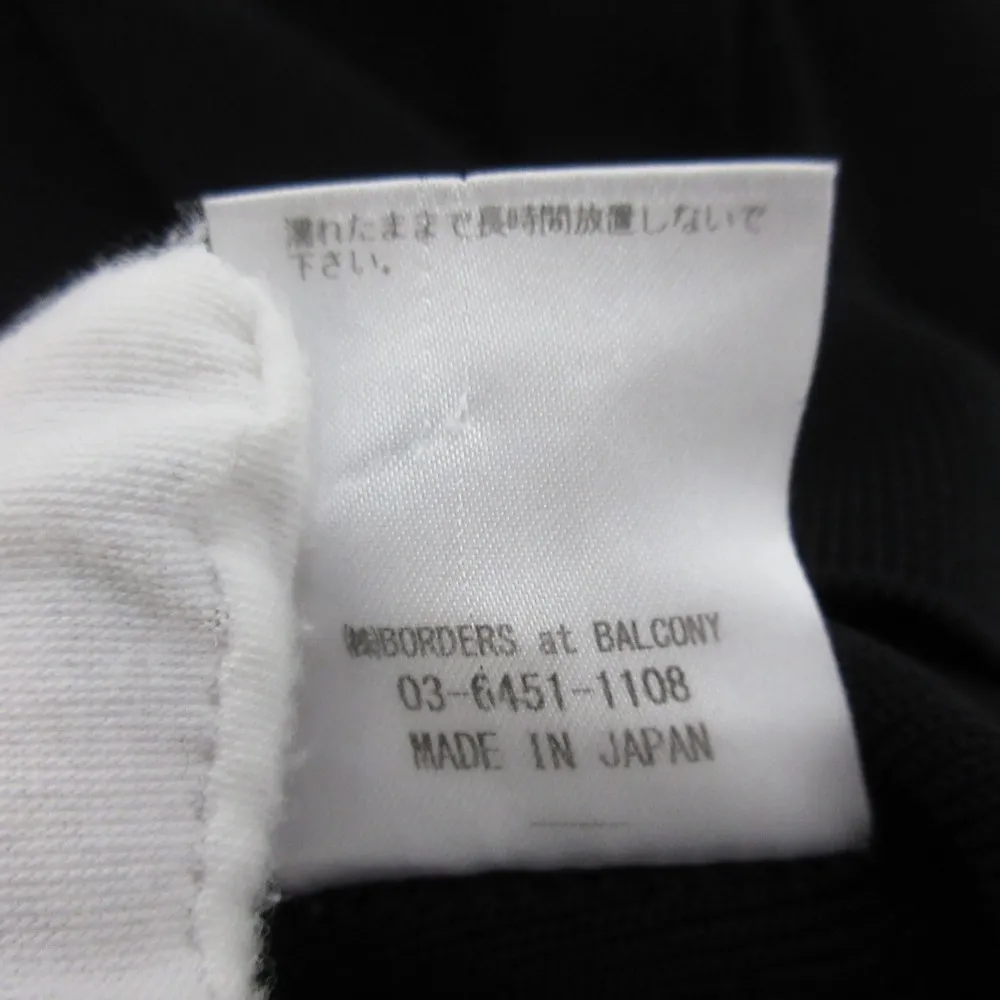 濡れたままで長時間放置しないで
下さい。
㈱BORDERS at BALCONY
03-6451-1108
MADE IN JAPAN